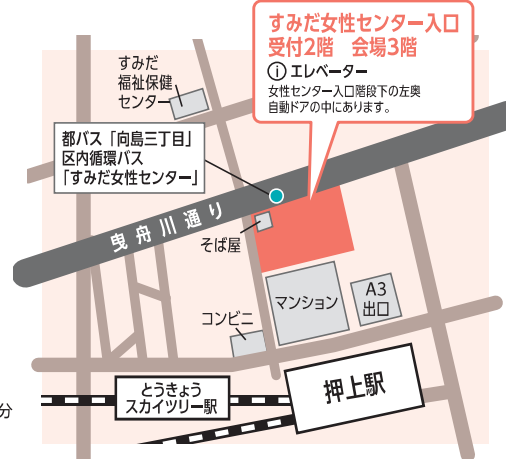 すみだ女性センター入口
受付2階　会場3階
ⓘエレベーター
女性センター入口階段下の左奥
自動ドアの中にあります。
すみだ
福祉保健
センター
都バス「向島三丁目」
区内循環バス
「すみだ女性センター」
曳舟川通り
そば屋
マンション
A3
出口
コンビニ
とうきょう
スカイツリー駅
押上駅
分